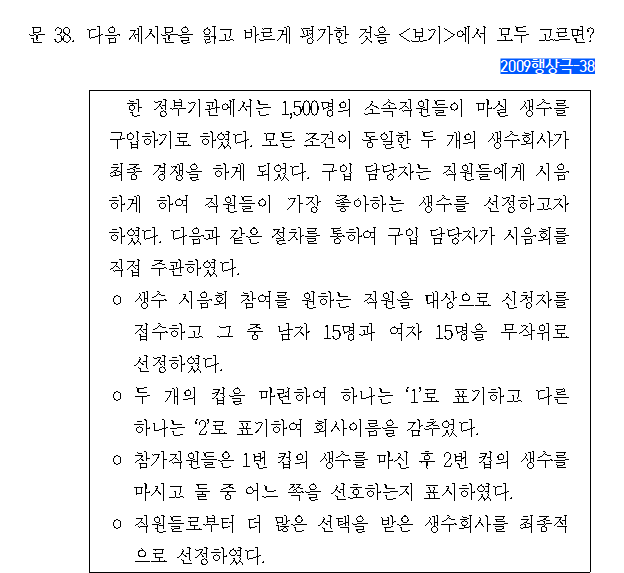 문 38. 다음 제시문을 읽고 바르게 평가한 것을 <보기>에서 모두 고르면?
2009행상극-38
한 정부기관에서는 1,500명의 소속직원들이 마실 생수를
구입하기로 하였다. 모든 조건이 동일한 두 개의 생수회사가
최종 경쟁을 하게 되었다. 구입 담당자는 직원들에게 시음
하게 하여 직원들이 가장 좋아하는 생수를 선정하고자
하였다. 다음과 같은 절차를 통하여 구입 담당자가 시음회를
직접 주관하였다.
○ 생수 시음회 참여를 원하는 직원을 대상으로 신청자를
접수하고 그 중 남자 15명과 여자 15명을 무작위로
선정하였다.
○ 두 개의 컵을 마련하여 하나는 ‘1’로 표기하고 다른
하나는 ‘2’로 표기하여 회사이름을 감추었다.
○ 참가직원들은 1번 컵의 생수를 마신 후 2번 컵의 생수를
마시고 둘 중 어느 쪽을 선호하는지 표시하였다.
○ 직원들로부터 더 많은 선택을 받은 생수회사를 최종적
으로 선정하였다.